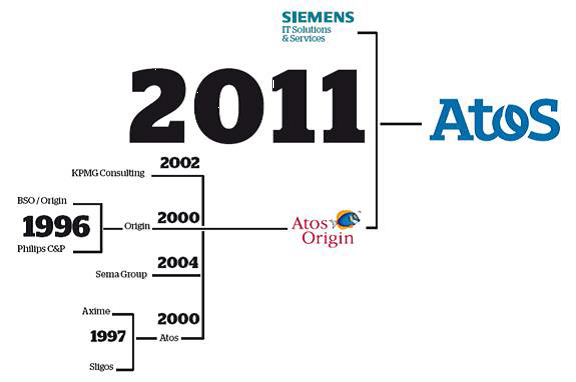 SIEMENS
IT Solutions
& Services
2011
Atos
2002
KPMG Consulting
BSO / Origin
1996
Origin
2000
Philips C&P
Atos
Origin
2004
Sema Group
2000
Axime
1997
Atos
Sligos